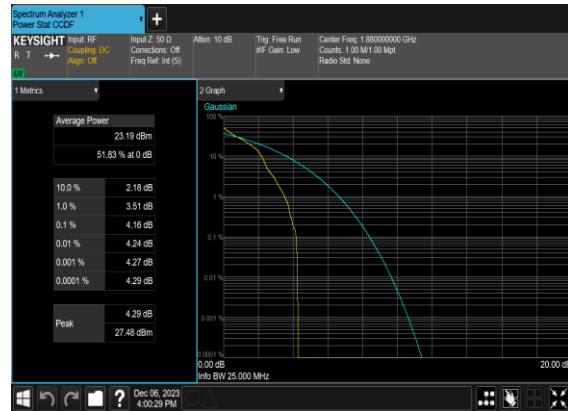 Spectrum Analyzer 1
Power Stat CCDF
+
KEYSIGHT Input: RF Input Z: 50 Ω Atten: 10 dB Trig: Free Run Center Freq: 1.880000000 GHz
R T Coupling: DC Corrections: Off #IF Gain: Low Counts: 1.00 M/1.00 Mpt
Align: Off Freq Ref: Int (S) Radio Std: None
1 Metrics
Average Power
23.19 dBm
51.83 % at 0 dB
10.0 % 2.18 dB
1.0 % 3.51 dB
0.1 % 4.16 dB
0.01 % 4.24 dB
0.001 % 4.27 dB
0.0001 % 4.29 dB
Peak 4.29 dB
27.48 dBm
2 Graph
Gaussian
100 %
10 %
1 %
0.1 %
0.01 %
0.001 %
0.0001 %
0.00 dB 20.00 dB
Info BW 25.000 MHz
? Dec 06, 2023
4:00:29 PM